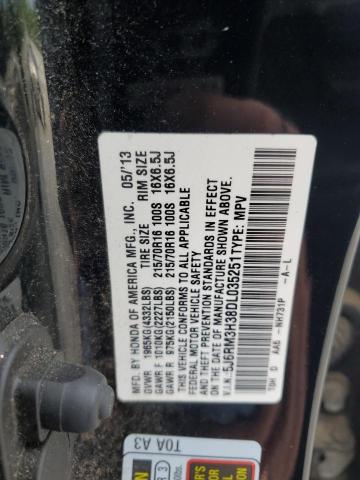 MFD. BY HONDA OF AMERICA MFG., INC. 05/'13
TIRE SIZE RIM SIZE
GVWR 1965KG(4332LBS)
GAWR F 1010KG(2227LBS) 215/70R16 100S 16X6.5J
GAWR R 975KG(2150LBS) 215/70R16 100S 16X6.5J
THIS VEHICLE CONFORMS TO ALL APPLICABLE
FEDERAL MOTOR VEHICLE SAFETY, BUMPER,
AND THEFT PREVENTION STANDARDS IN EFFECT
ON THE DATE OF MANUFACTURE SHOWN ABOVE.
V.I.N.: 5J6RM3H38DL035251 TYPE: MPV
T0H D AA6 -NH731P -A-L
T0A A3